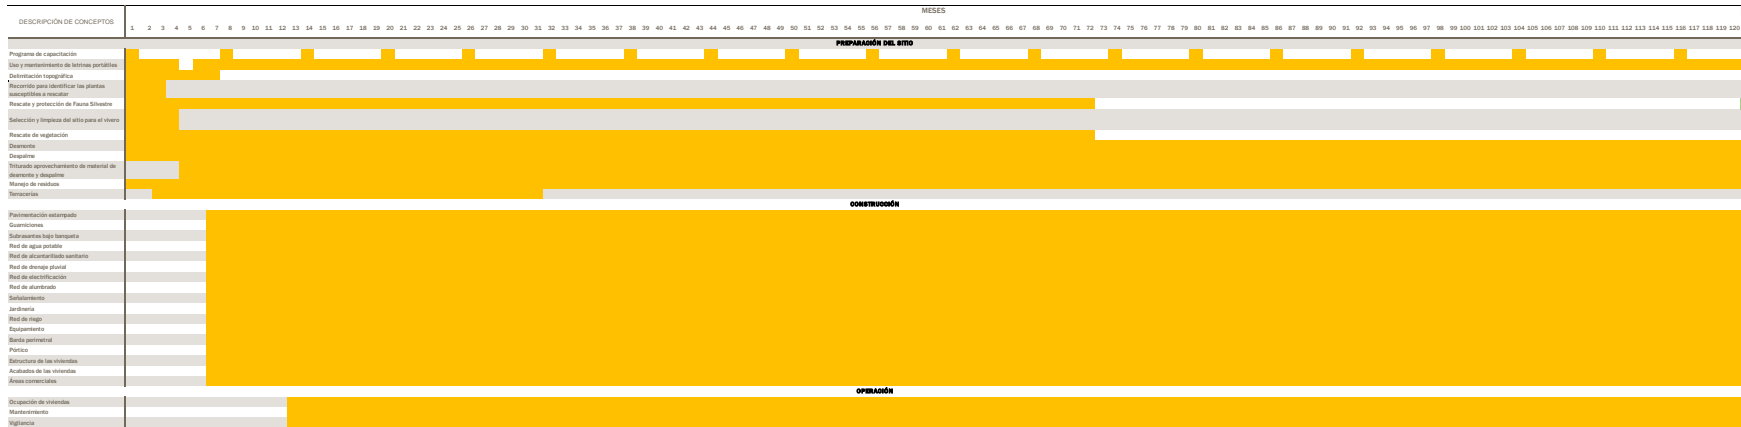 MESES
DESCRIPCIÓN DE CONCEPTOS
1 2 3 4 5 6 7 8 9 10 11 12 13 14 15 16 17 18 19 20 21 22 23 24 25 26 27 28 29 30 31 32 33 34 35 36 37 38 39 40 41 42 43 44 45 46 47 48 49 50 51 52 53 54 55 56 57 58 59 60 61 62 63 64 65 66 67 68 69 70 71 72 73 74 75 76 77 78 79 80 81 82 83 84 85 86 87 88 89 90 91 92 93 94 95 96 97 98 99 100 101 102 103 104 105 106 107 108 109 110 111 112 113 114 115 116 117 118 119 120
PREPARACIÓN DEL SITIO
Programa de capacitación
Uso y mantenimiento de letrinas portátiles
Delimitación topográfica
Recorrido para identificar las plantas
susceptibles a rescatar
Rescate y protección de Fauna Silvestre
Selección y limpieza del sitio para el vivero
Rescate de vegetación
Desmonte
Despalme
Triturado aprovechamiento de material de
desmonte y despalme
Manejo de residuos
Terracerías
CONSTRUCCIÓN
Pavimentación estampado
Guarniciones
Subrasantes bajo banqueta
Red de agua potable
Red de alcantarillado sanitario
Red de drenaje pluvial
Red de electrificación
Red de alumbrado
Señalamiento
Jardinería
Red de riego
Equipamiento
Barda perimetral
Pórtico
Estructura de las viviendas
Acabados de las viviendas
Áreas comerciales
OPERACIÓN
Ocupación de viviendas
Mantenimiento
Vigilancia